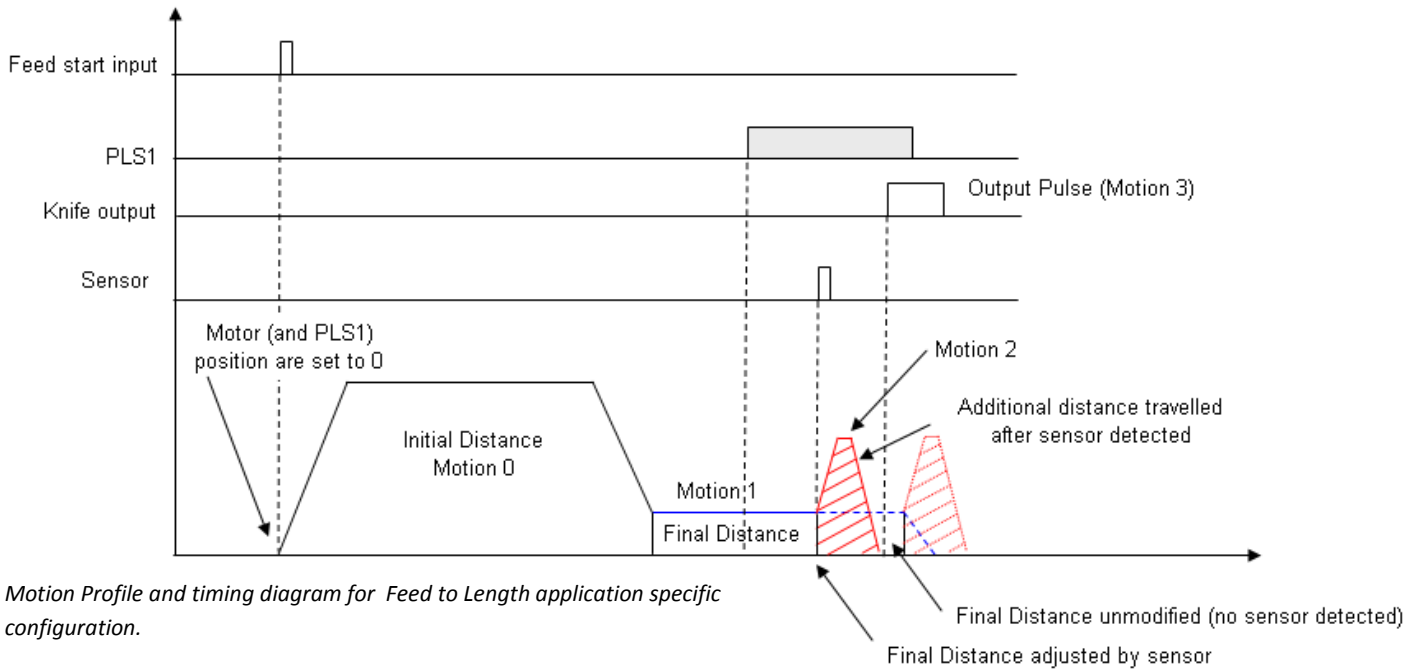 Feed start input
PLS1
Knife output
Output Pulse (Motion 3)
Sensor
Motor (and PLS1)
position are set to 0
Motion 2
Additional distance travelled
after sensor detected
Initial Distance
Motion 0
Motion 1
Final Distance
Motion Profile and timing diagram for Feed to Length application specific
configuration.
Final Distance unmodified (no sensor detected)
Final Distance adjusted by sensor